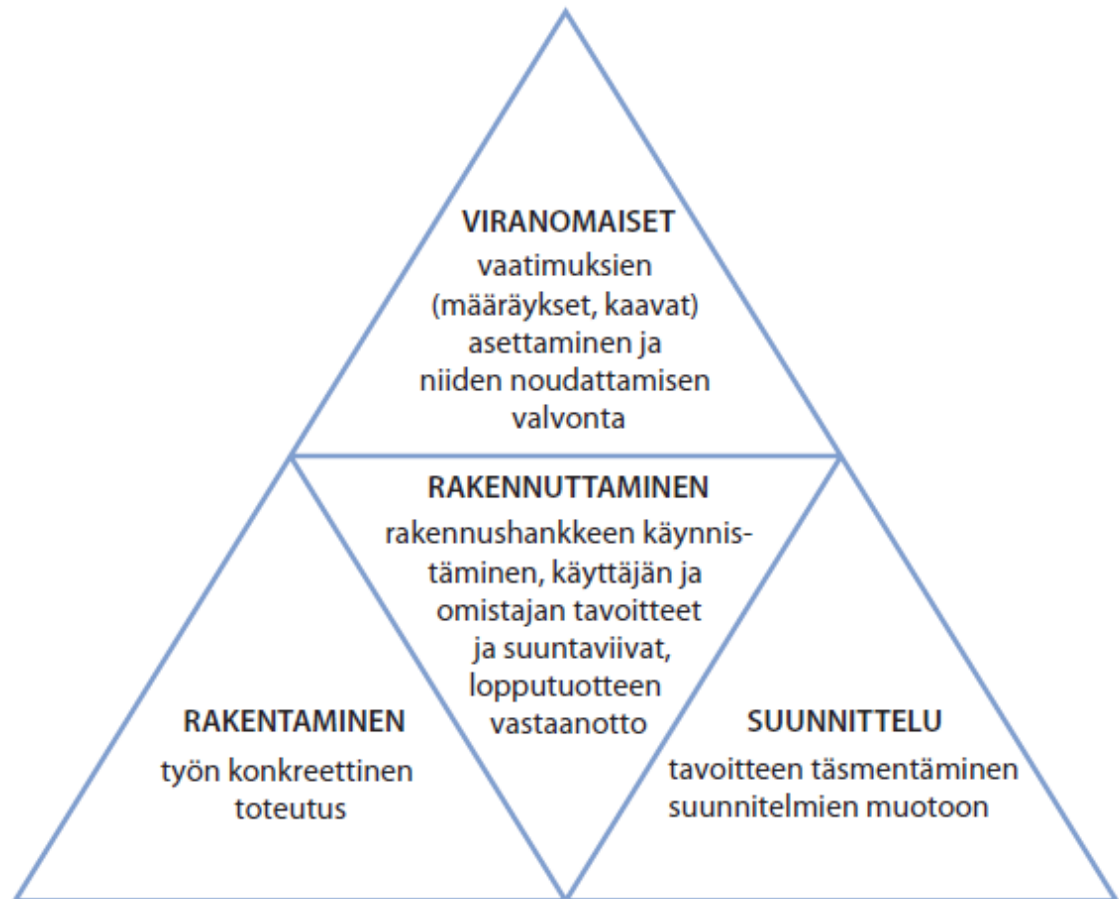 VIRANOMAISET
vaatimuksien
(määräykset, kaavat)
asettaminen ja
niiden noudattamisen
valvonta
RAKENNUTTAMINEN
rakennushankkeen käynnis-
täminen, käyttäjän ja
omistajan tavoitteet
ja suuntaviivat,
lopputuotteen
vastaanotto
RAKENTAMINEN
työn konkreettinen
toteutus
SUUNNITTELU
tavoitteen täsmentäminen
suunnitelmien muotoon